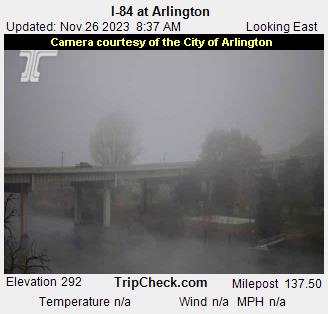 I-84 at Arlington
Updated: Nov 26 2023 8:37 AM Looking East
Camera courtesy of the City of Arlington
Elevation 292 TripCheck.com Milepost 137.50
Temperature n/a Wind n/a MPH n/a